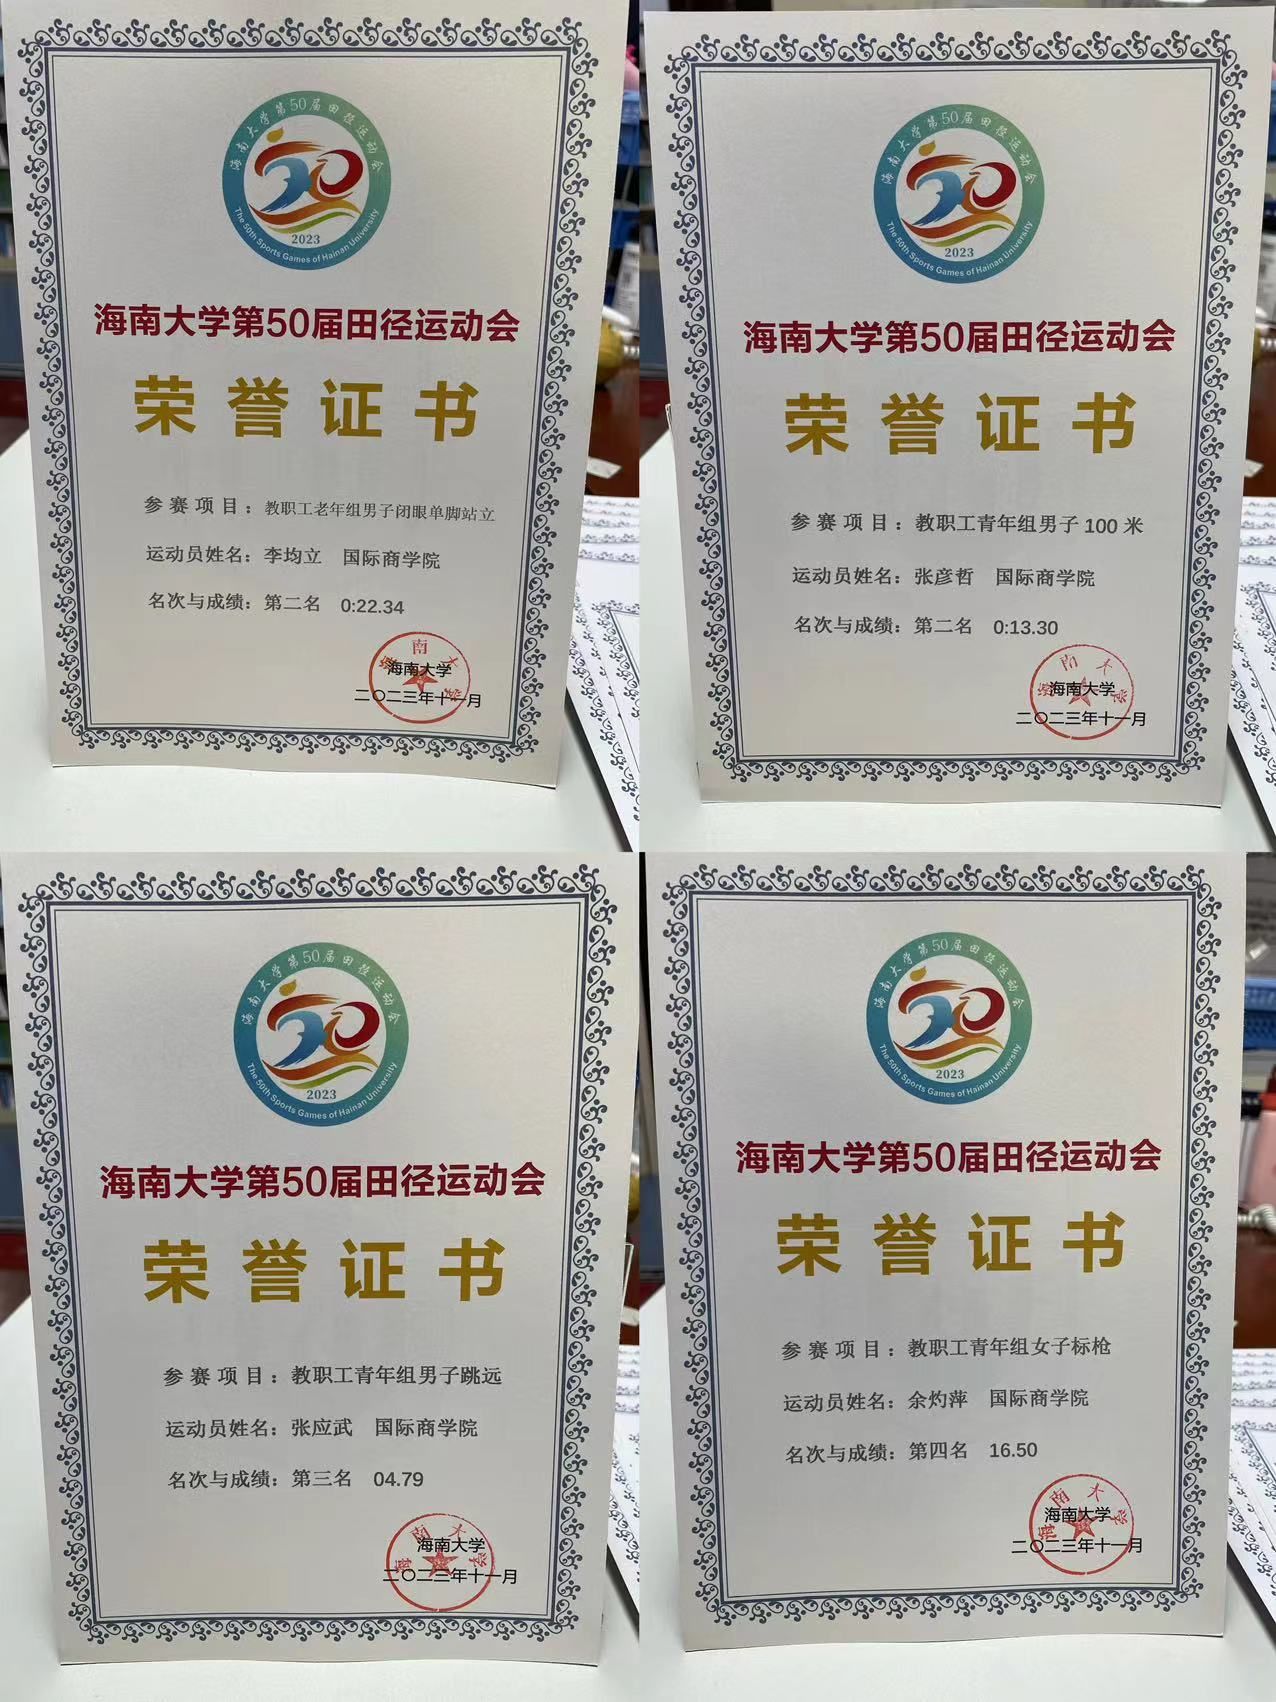 海南大学第50届田径运动会
The 50th Sports Games of Hainan University
2023
海南大学第50届田径运动会
荣誉证书
参赛项目：教职工老年组男子闭眼单脚站立
运动员姓名：李均立 国际商学院
名次与成绩：第二名 0:22.34
海南大学
海南大学
二〇二三年十一月
海南大学第50届田径运动会
The 50th Sports Games of Hainan University
2023
海南大学第50届田径运动会
荣誉证书
参赛项目：教职工青年组男子100米
运动员姓名：张彦哲 国际商学院
名次与成绩：第二名 0:13.30
海南大学
海南大学
二〇二三年十一月
海南大学第50届田径运动会
The 50th Sports Games of Hainan University
2023
海南大学第50届田径运动会
荣誉证书
参赛项目：教职工青年组男子跳远
运动员姓名：张应武 国际商学院
名次与成绩：第三名 04.79
海南大学
海南大学
二〇二三年十一月
海南大学第50届田径运动会
The 50th Sports Games of Hainan University
2023
海南大学第50届田径运动会
荣誉证书
参赛项目：教职工青年组女子标枪
运动员姓名：余灼萍 国际商学院
名次与成绩：第四名 16.50
海南大学
海南大学
二〇二三年十一月